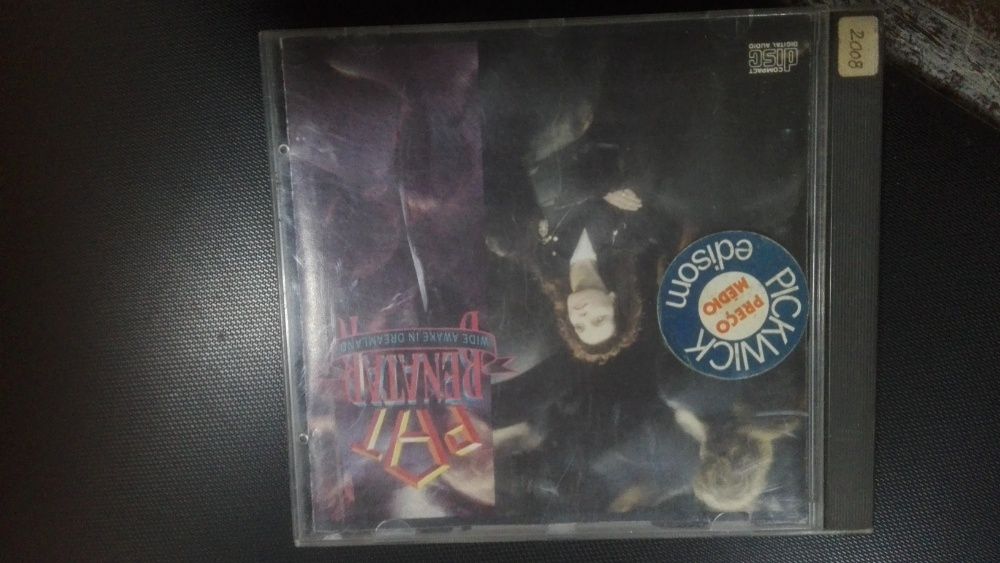 PAT
BENATAR
WIDE AWAKE IN DREAMLAND
PICKWICK
PREÇO
MÉDIO
edisom
COMPACT
disc
DIGITAL AUDIO
2008